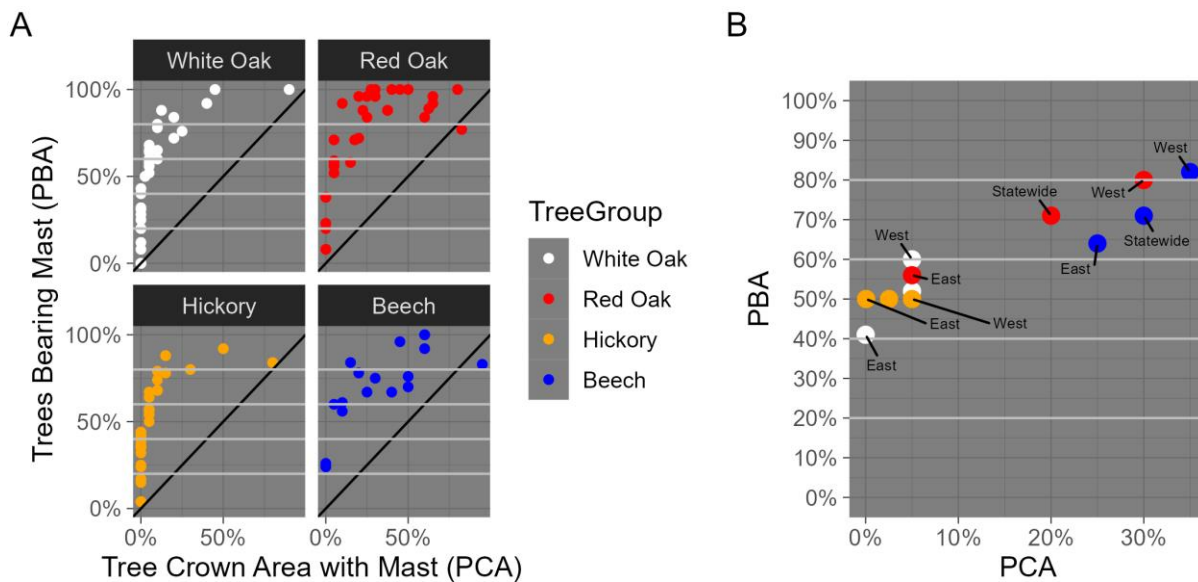 A
White Oak
Red Oak
100%
50%
0%
Hickory
Beech
100%
50%
0%
0%
50%
0%
50%
Trees Bearing Mast (PBA)
Tree Crown Area with Mast (PCA)
TreeGroup
White Oak
Red Oak
Hickory
Beech
B
100%
90%
80%
70%
60%
50%
40%
30%
20%
10%
0%
PBA
West
Statewide
West
West
Statewide
East
East
East
West
East
0%
10%
20%
30%
PCA